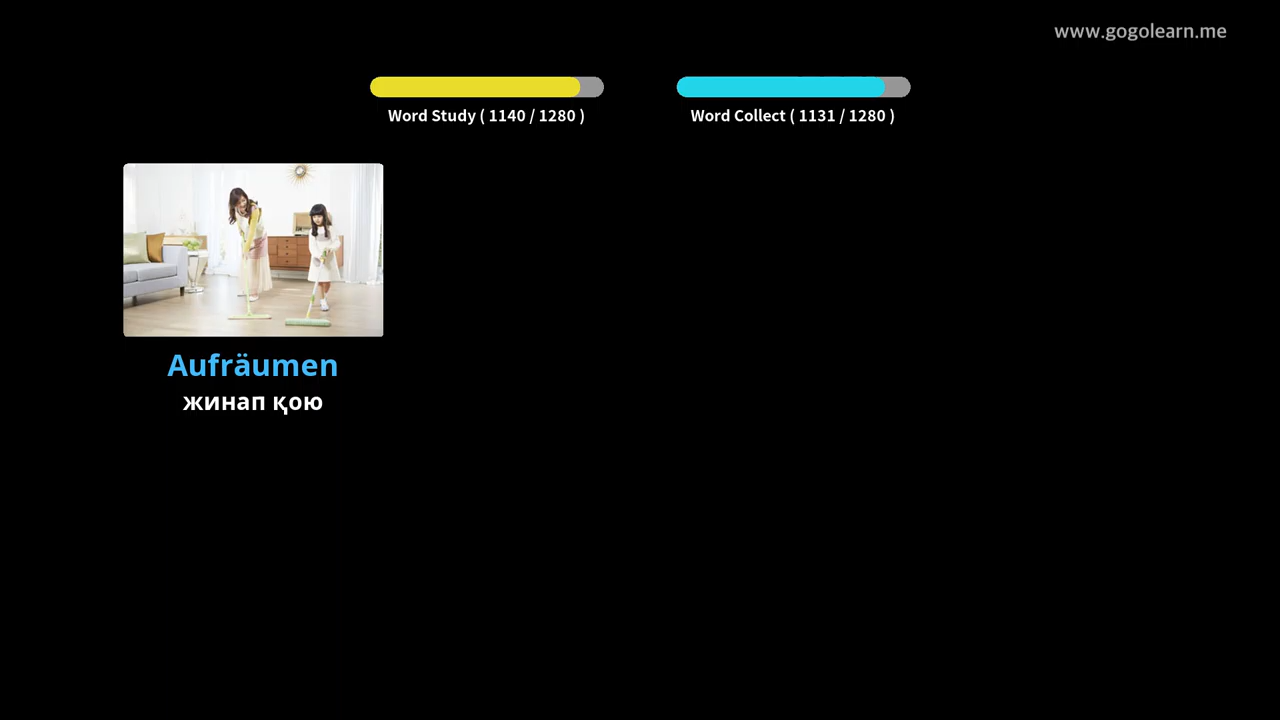 www.gogolearn.me
Word Study ( 1140 / 1280 )
Word Collect ( 1131 / 1280 )
Aufräumen
жинап қою